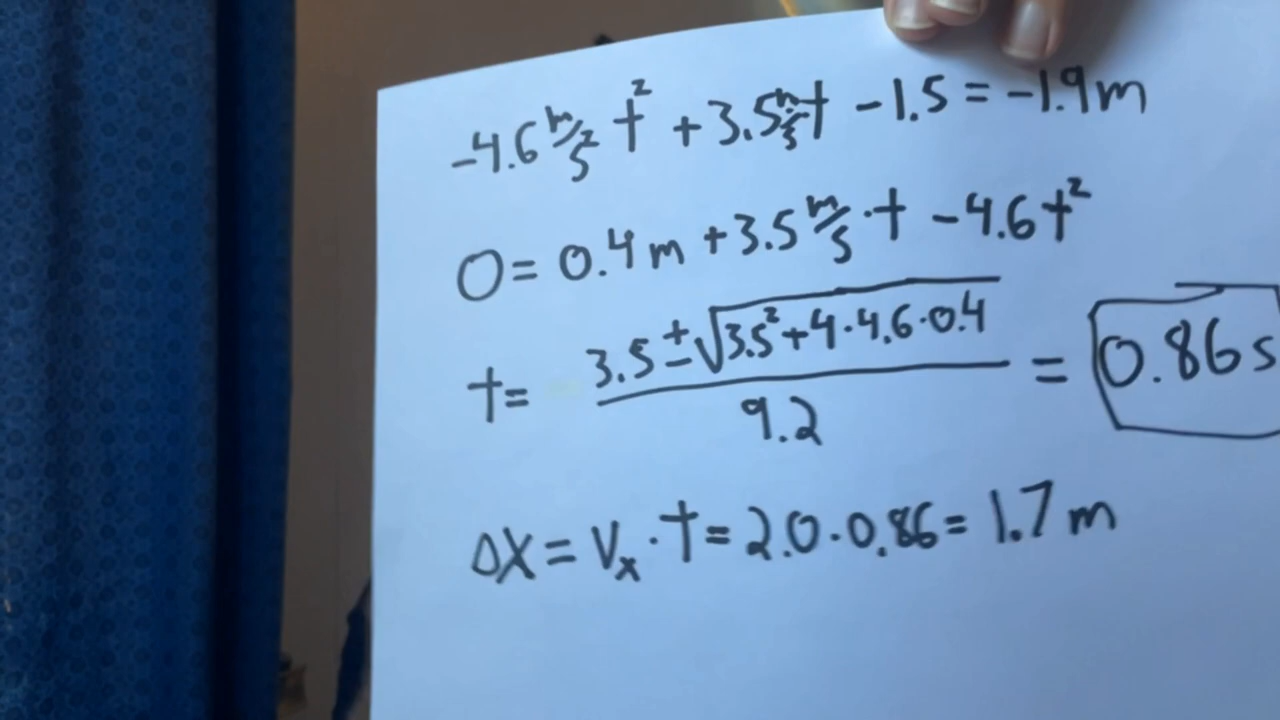 -4.6 m/s² t² + 3.5 m/s t - 1.5 = -1.9 m
0 = 0.4 m + 3.5 m/s · t - 4.6 t²
t = (3.5 ± √(3.5² + 4 · 4.6 · 0.4)) / 9.2 = 0.86 s
ΔX = Vx · t = 2.0 · 0.86 = 1.7 m